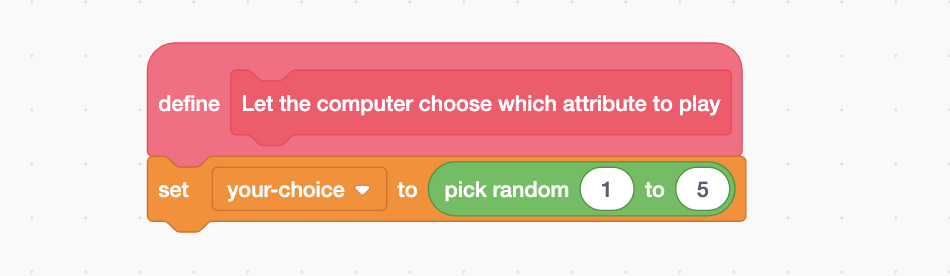 define Let the computer choose which attribute to play
set your-choice to pick random 1 to 5